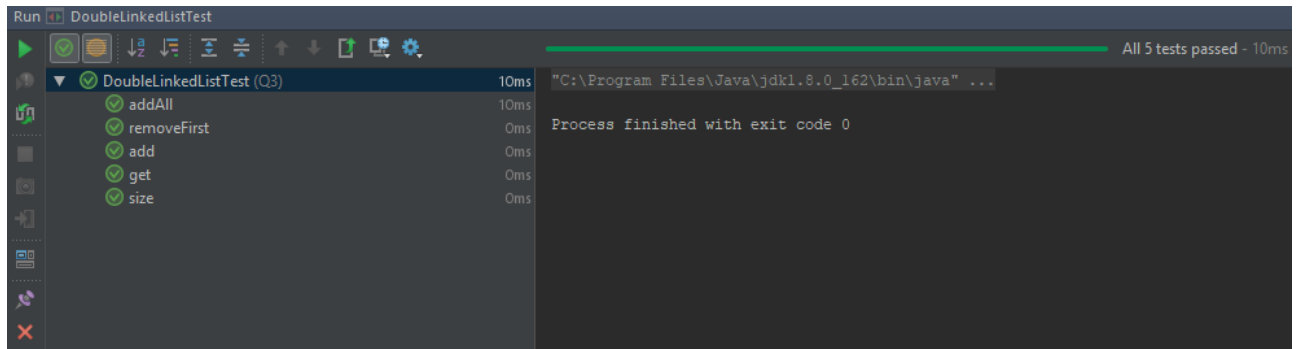 Run DoubleLinkedListTest
All 5 tests passed - 10ms
DoubleLinkedListTest (Q3) 10ms
addAll 10ms
removeFirst 0ms
add 0ms
get 0ms
size 0ms
"C:\Program Files\Java\jdk1.8.0_162\bin\java" ...
Process finished with exit code 0